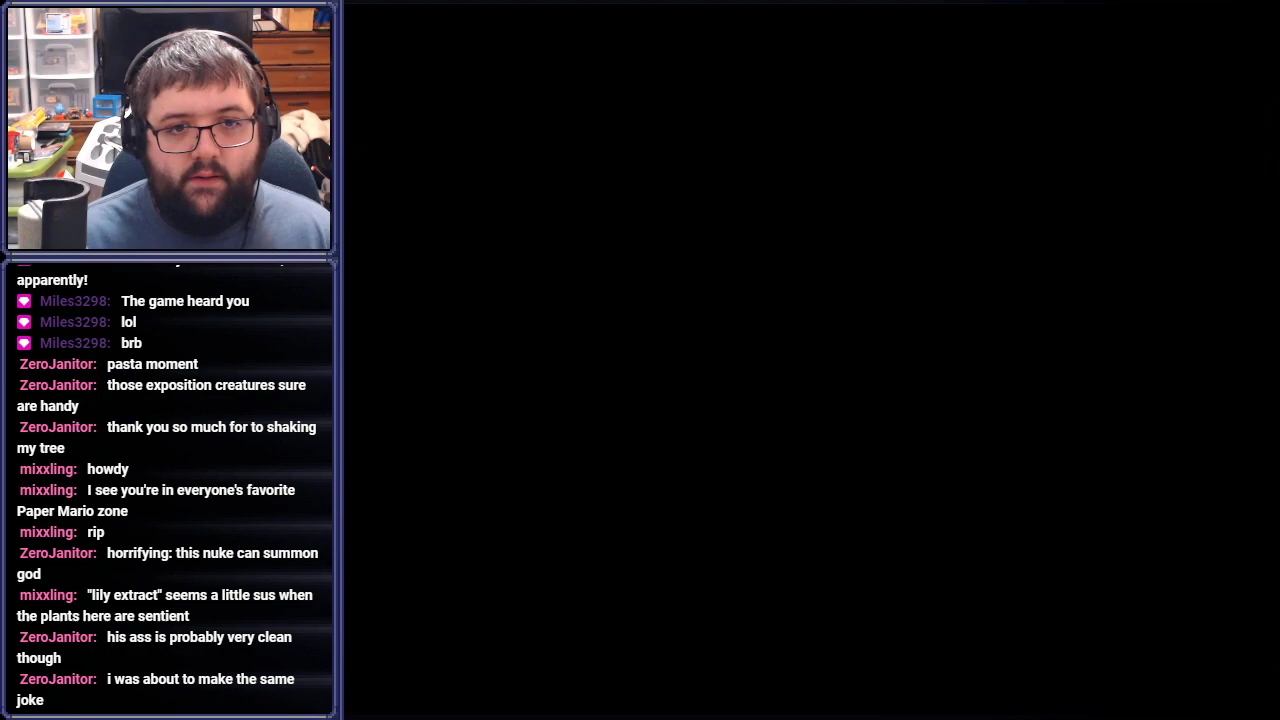 apparently!
Miles3298: The game heard you
Miles3298: lol
Miles3298: brb
ZeroJanitor: pasta moment
ZeroJanitor: those exposition creatures sure
are handy
ZeroJanitor: thank you so much for to shaking
my tree
mixxling: howdy
mixxling: I see you're in everyone's favorite
Paper Mario zone
mixxling: rip
ZeroJanitor: horrifying: this nuke can summon
god
mixxling: "lily extract" seems a little sus when
the plants here are sentient
ZeroJanitor: his ass is probably very clean
though
ZeroJanitor: i was about to make the same
joke